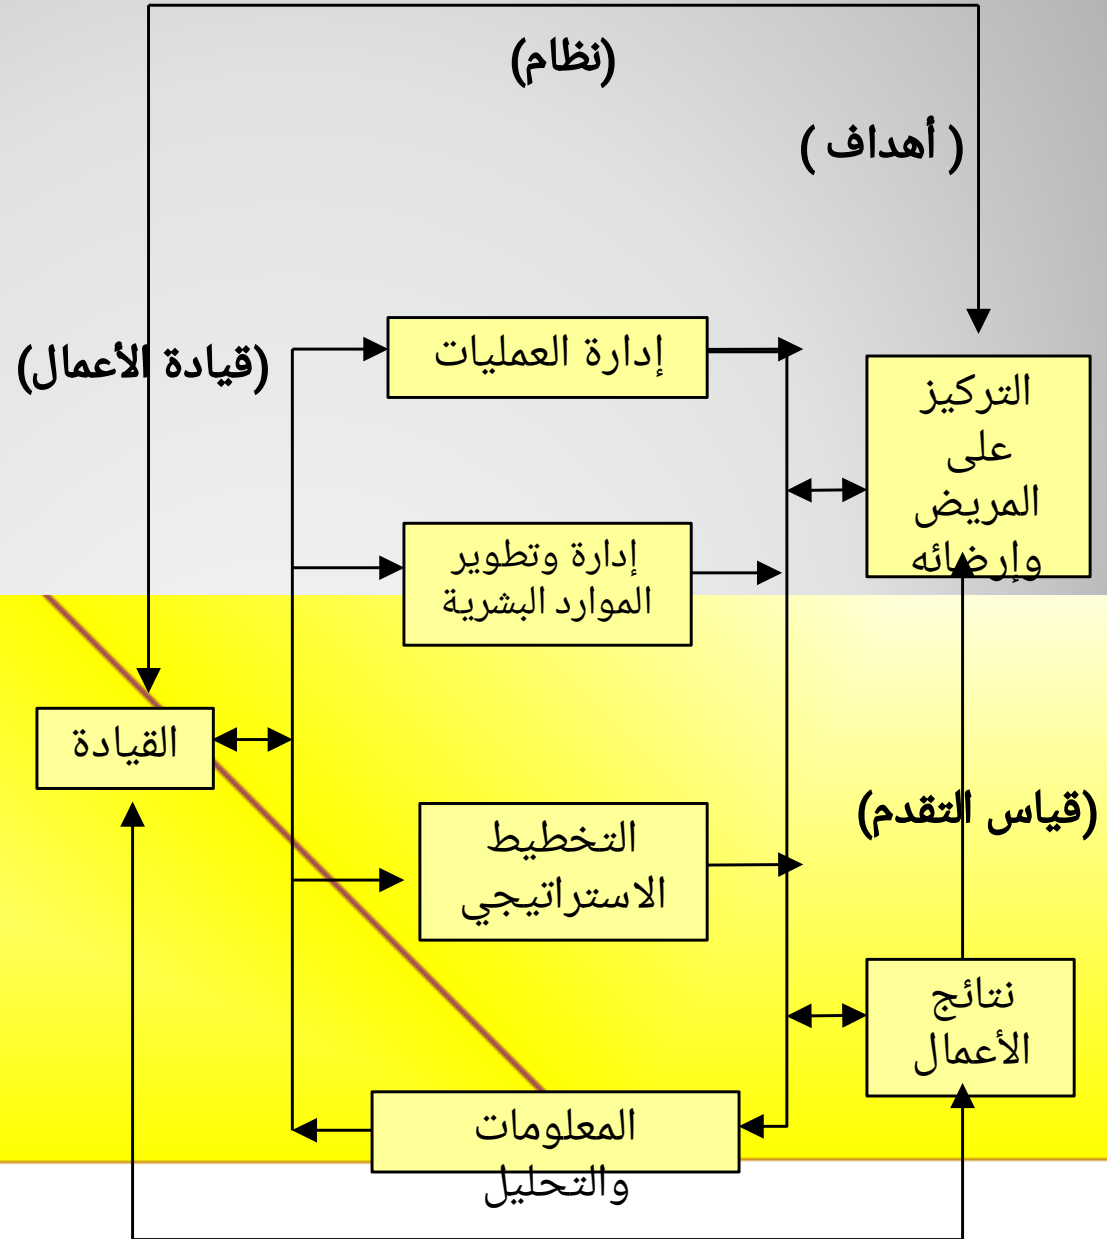 (نظام)
( أهداف )
(قيادة الأعمال)
إدارة العمليات
التركيز
على
المريض
وإرضائه
إدارة وتطوير
الموارد البشرية
القيادة
التخطيط
الاستراتيجي
(قياس التقدم)
نتائج
الأعمال
المعلومات
والتحليل